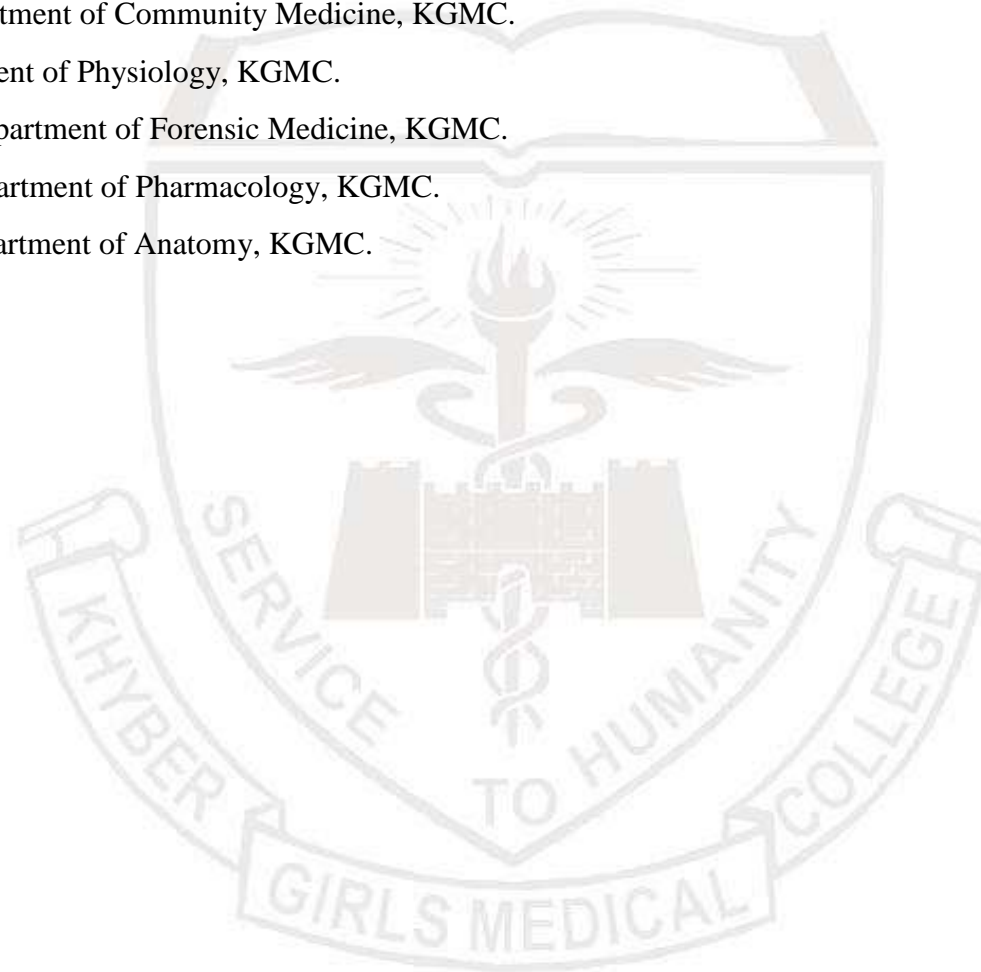 tment of Community Medicine, KGMC.
ent of Physiology, KGMC.
partment of Forensic Medicine, KGMC.
artment of Pharmacology, KGMC.
artment of Anatomy, KGMC.
SERVICE TO HUMANITY
KHYBER GIRLS MEDICAL COLLEGE